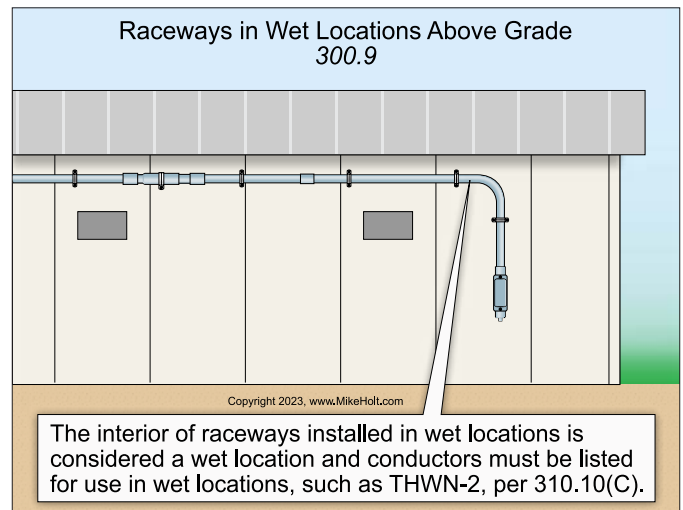 Raceways in Wet Locations Above Grade
300.9
Copyright 2023, www.MikeHolt.com
The interior of raceways installed in wet locations is
considered a wet location and conductors must be listed
for use in wet locations, such as THWN-2, per 310.10(C).